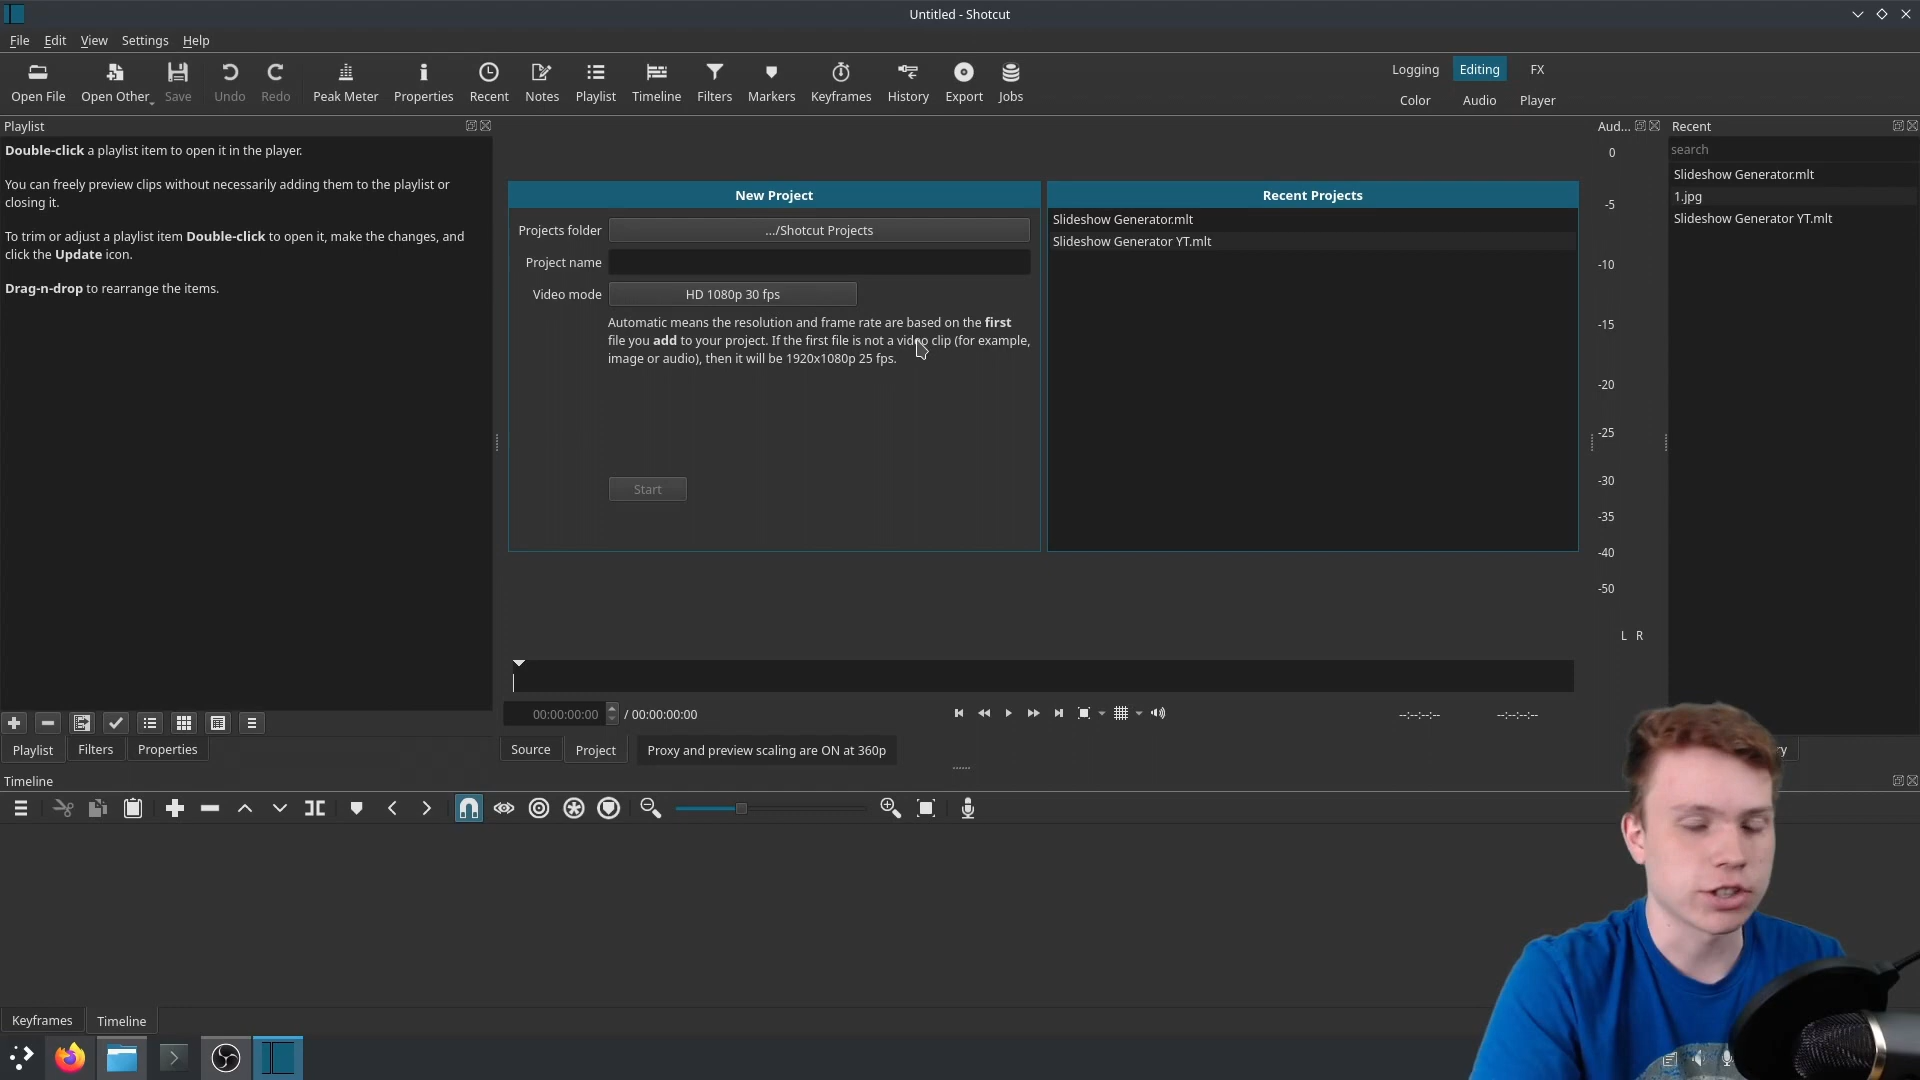 Untitled - Shotcut
File Edit View Settings Help
Open File Open Other Save Undo Redo Peak Meter Properties Recent Notes Playlist Timeline Filters Markers Keyframes History Export Jobs
Logging Editing FX
Color Audio Player
Playlist
Double-click a playlist item to open it in the player.
You can freely preview clips without necessarily adding them to the playlist or
closing it.
To trim or adjust a playlist item Double-click to open it, make the changes, and
click the Update icon.
Drag-n-drop to rearrange the items.
New Project
Projects folder .../Shotcut Projects
Project name
Video mode HD 1080p 30 fps
Automatic means the resolution and frame rate are based on the first
file you add to your project. If the first file is not a video clip (for example,
image or audio), then it will be 1920x1080p 25 fps.
Start
Recent Projects
Slideshow Generator.mlt
Slideshow Generator YT.mlt
Aud...
0
-5
-10
-15
-20
-25
-30
-35
-40
-50
L R
Recent
search
Slideshow Generator.mlt
1.jpg
Slideshow Generator YT.mlt
00:00:00:00 / 00:00:00:00
--:--:--:-- --:--:--:--
Playlist Filters Properties
Source Project Proxy and preview scaling are ON at 360p
Timeline
Keyframes Timeline